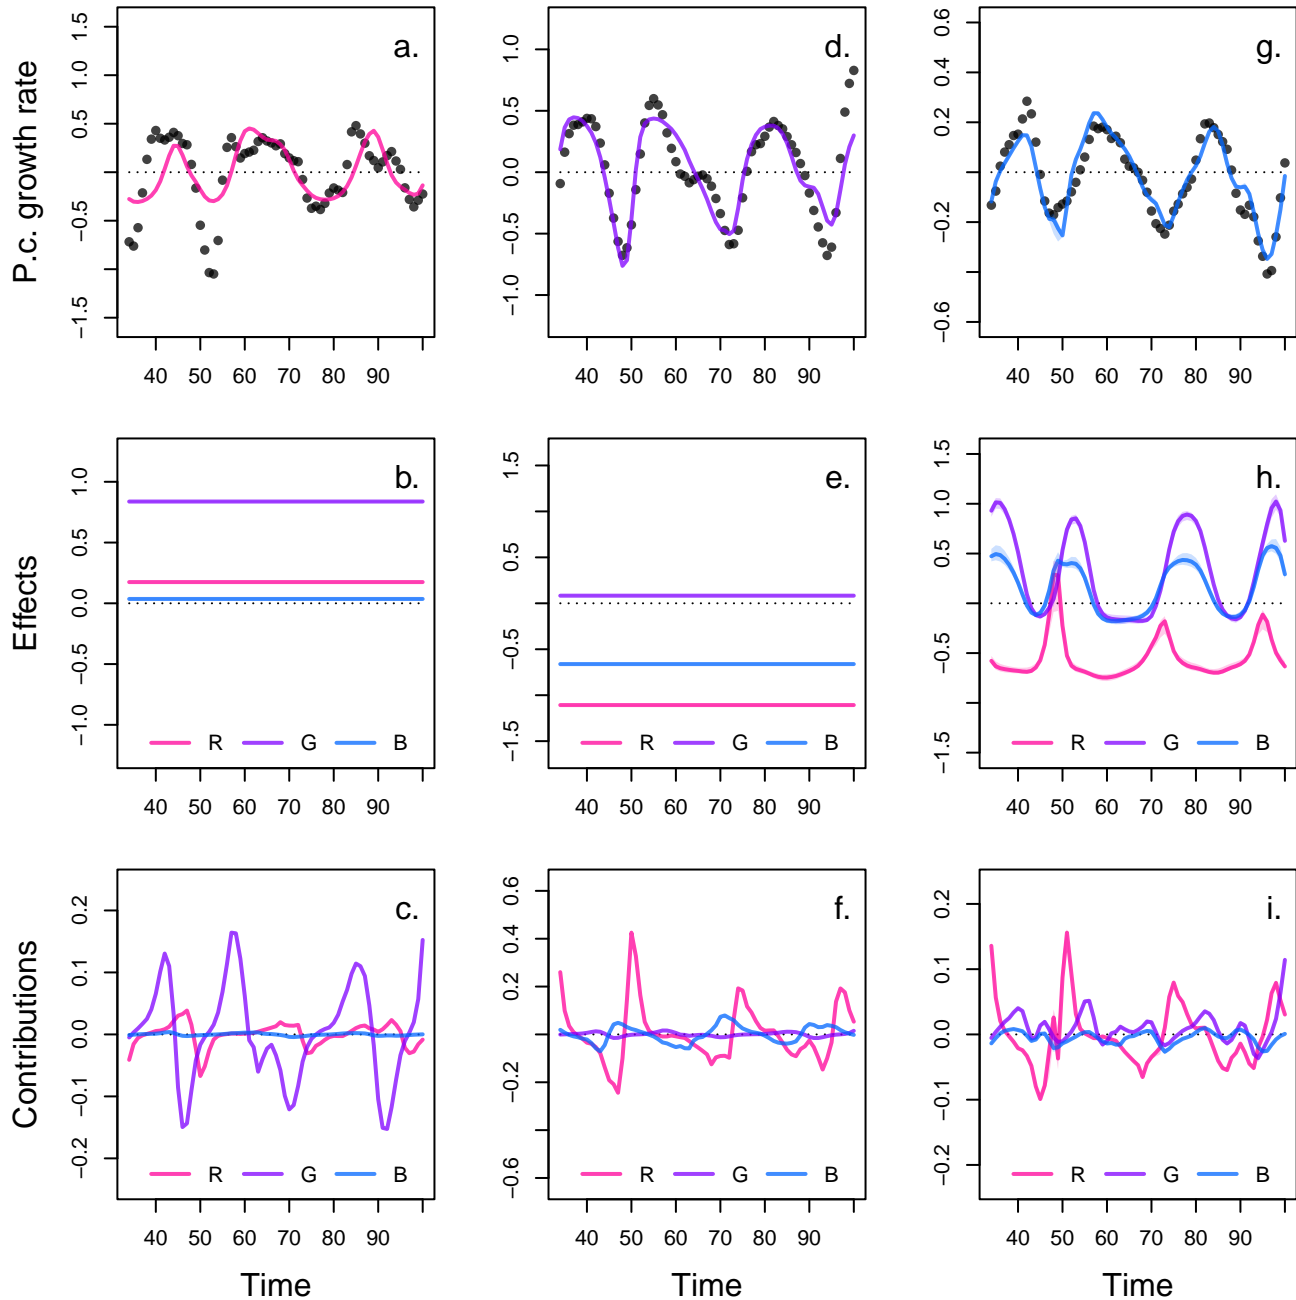 P.c. growth rate
−1.5 −0.5 0.0 0.5 1.0 1.5
a.
40 50 60 70 80 90
−1.0 −0.5 0.0 0.5 1.0
d.
40 50 60 70 80 90
−0.6 −0.2 0.2 0.4 0.6
g.
40 50 60 70 80 90
Effects
−1.0 −0.5 0.0 0.5 1.0
b.
R G B
40 50 60 70 80 90
−1.5 −0.5 0.5 1.5
e.
R G B
40 50 60 70 80 90
−1.5 −0.5 0.5 1.0 1.5
h.
R G B
40 50 60 70 80 90
Contributions
−0.2 −0.1 0.0 0.1 0.2
c.
R G B
40 50 60 70 80 90
Time
−0.6 −0.2 0.2 0.4 0.6
f.
R G B
40 50 60 70 80 90
Time
−0.2 −0.1 0.0 0.1 0.2
i.
R G B
40 50 60 70 80 90
Time